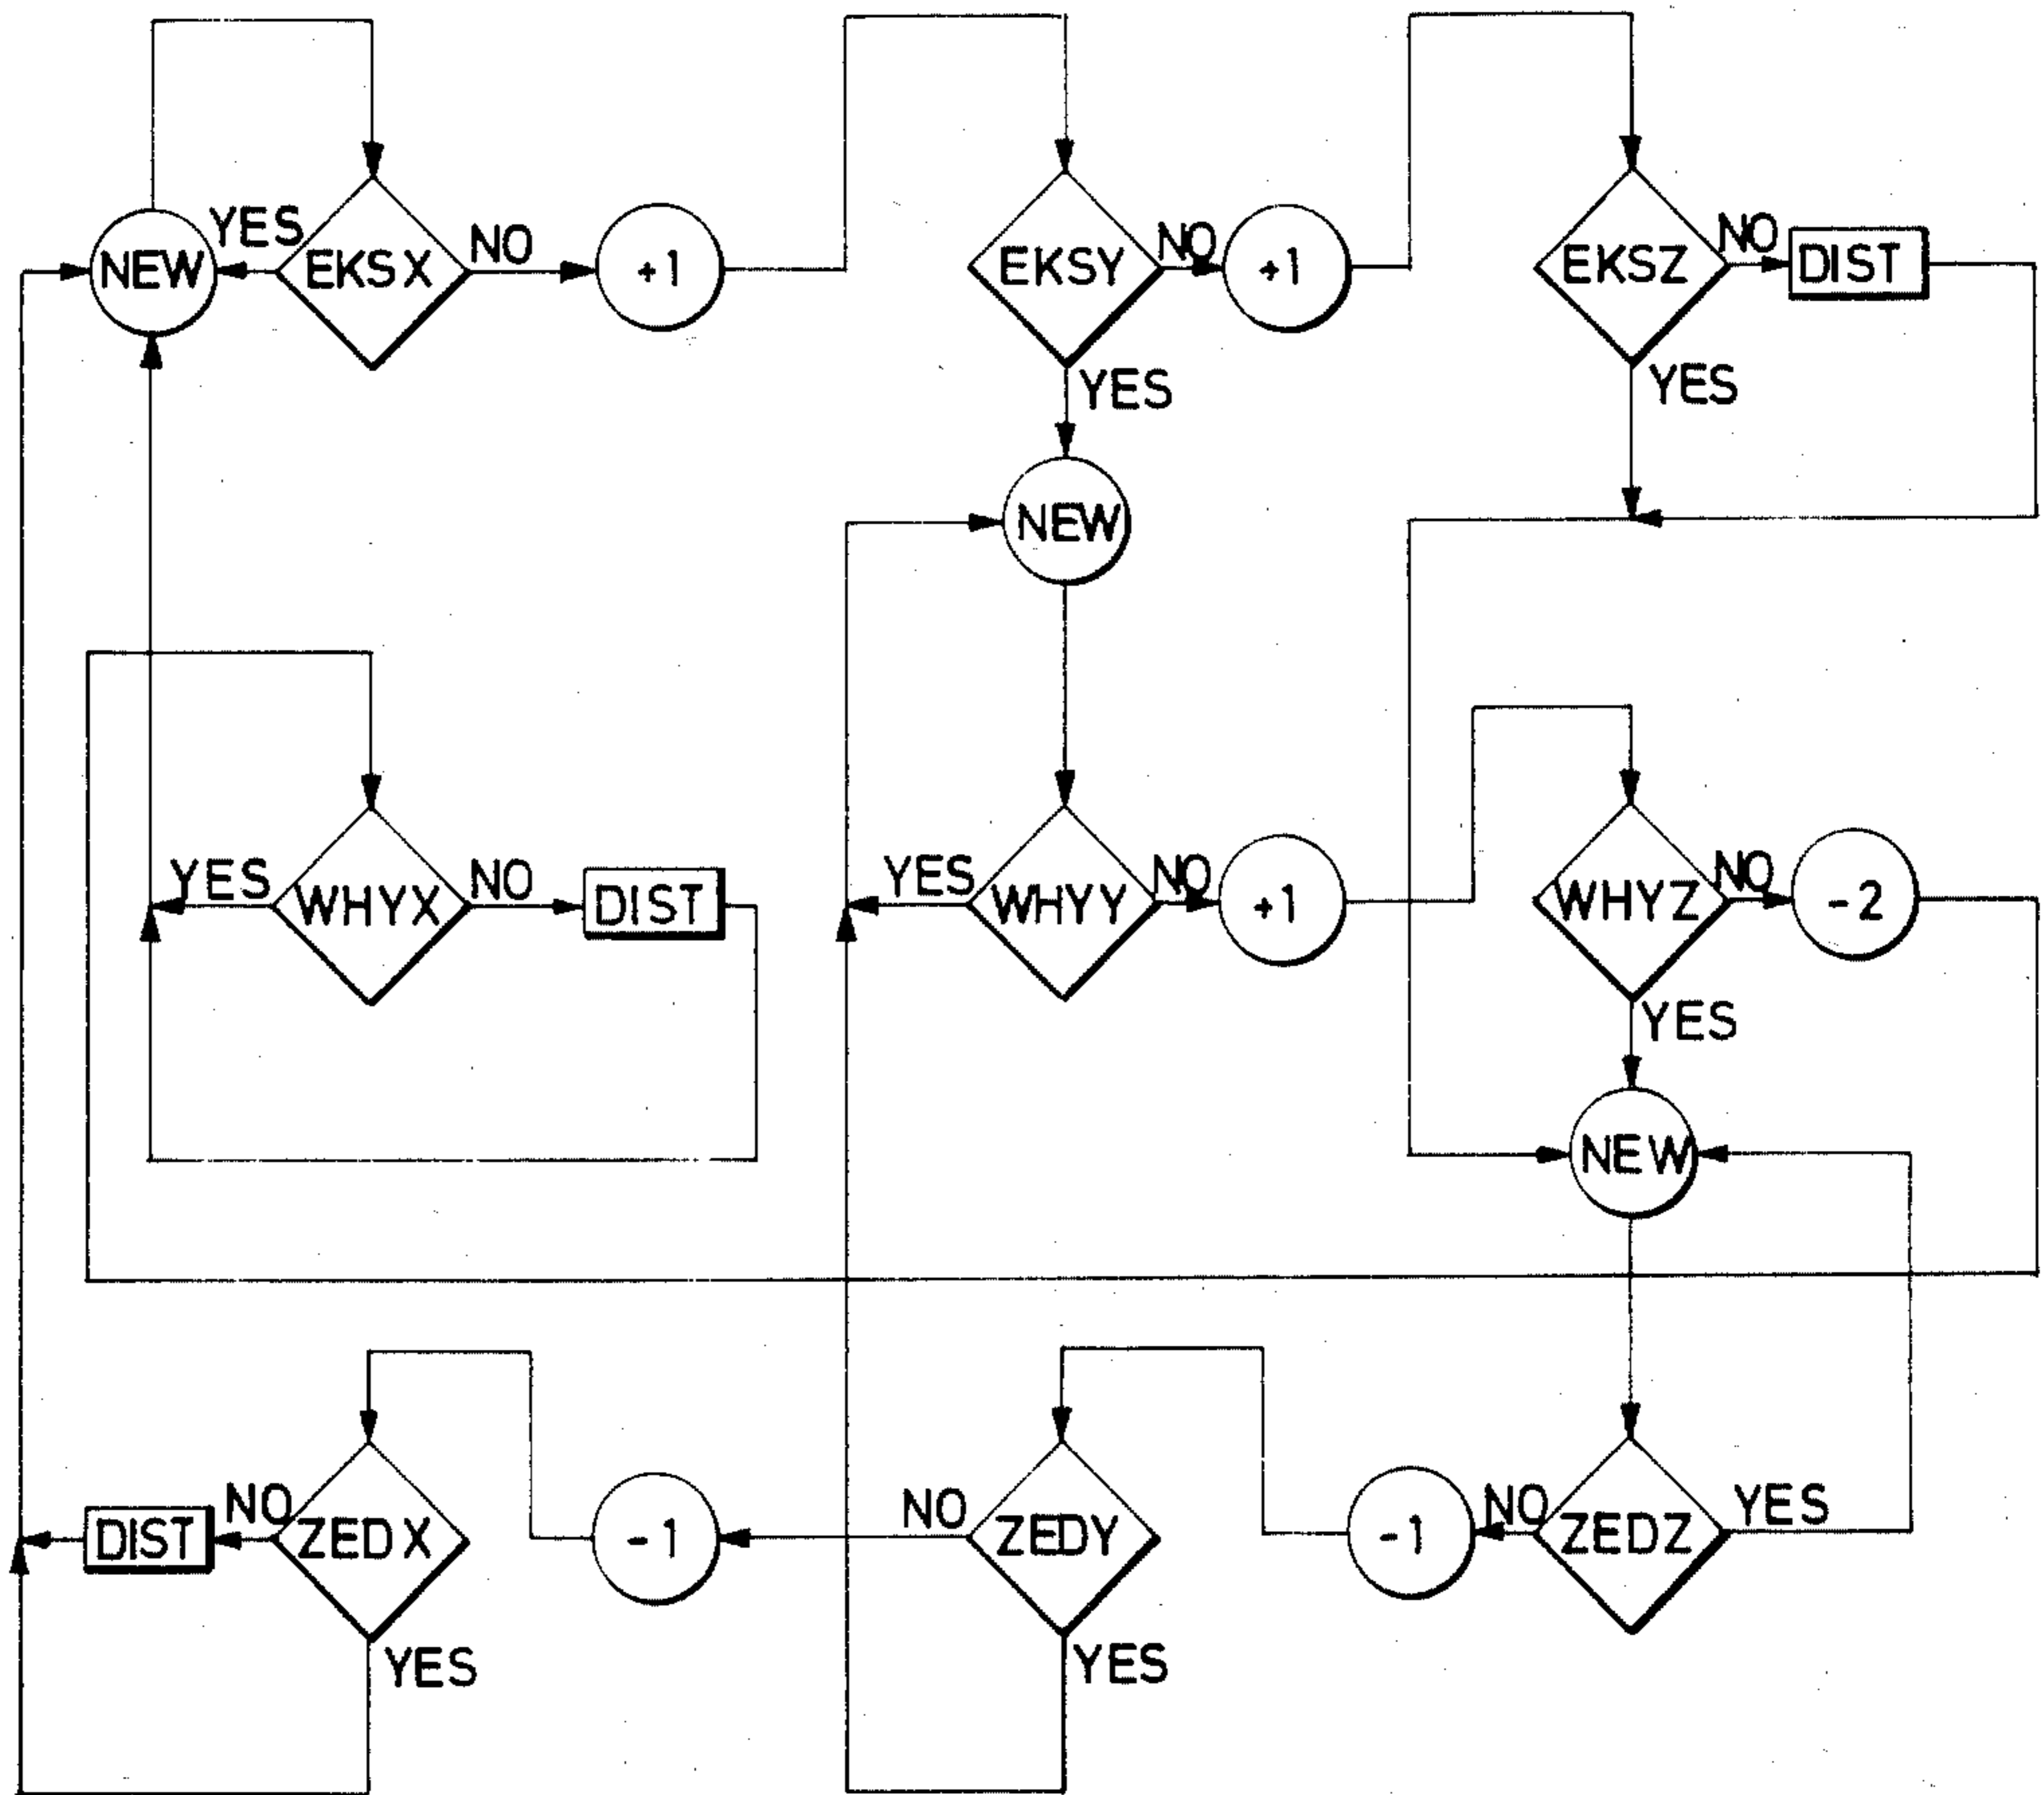 NEW YES EKSX NO +1 EKSY NO +1 EKSZ NO DIST
YES YES
NEW
YES WHYX NO DIST YES WHYY NO +1 WHYZ NO -2
YES
NEW
DIST NO ZEDX -1 NO ZEDY -1 NO ZEDZ YES
YES YES